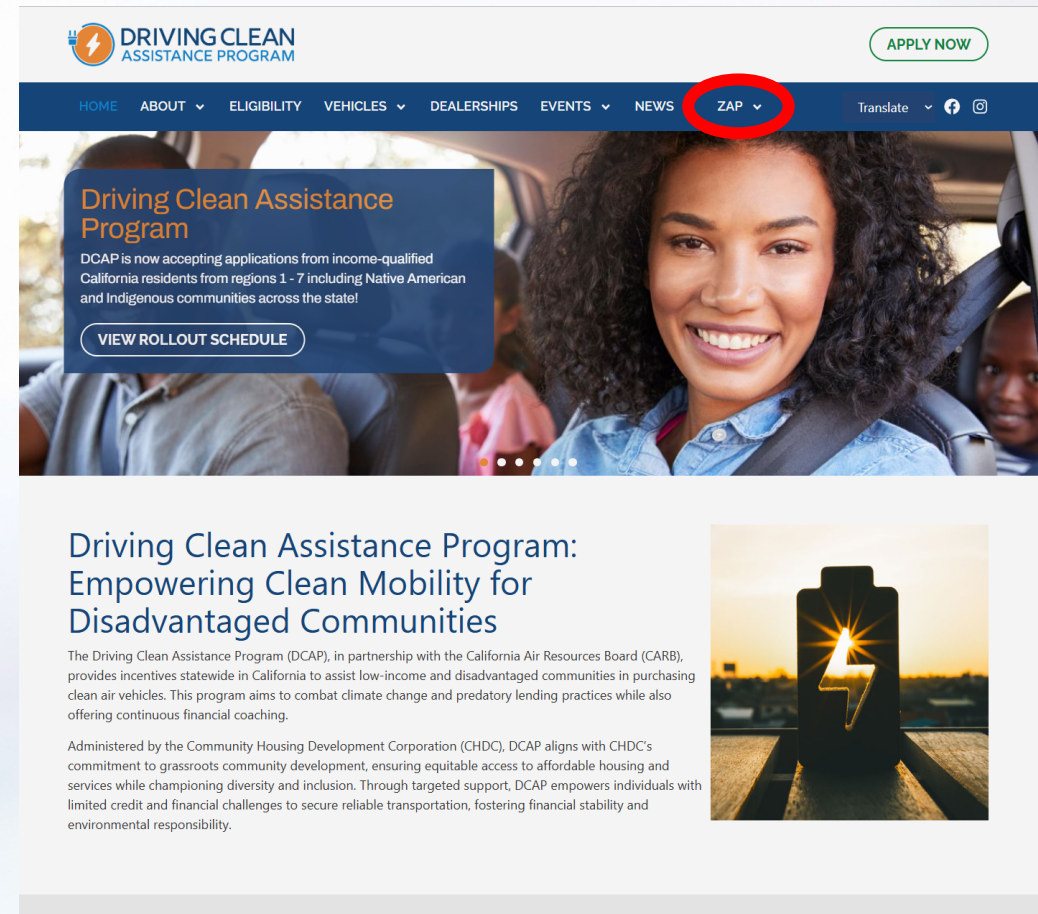 DRIVING CLEAN
ASSISTANCE PROGRAM
APPLY NOW
HOME ABOUT ELIGIBILITY VEHICLES DEALERSHIPS EVENTS NEWS ZAP Translate
Driving Clean Assistance
Program
DCAP is now accepting applications from income-qualified
California residents from regions 1 - 7 including Native American
and Indigenous communities across the state!
VIEW ROLLOUT SCHEDULE
Driving Clean Assistance Program:
Empowering Clean Mobility for
Disadvantaged Communities
The Driving Clean Assistance Program (DCAP), in partnership with the California Air Resources Board (CARB),
provides incentives statewide in California to assist low-income and disadvantaged communities in purchasing
clean air vehicles. This program aims to combat climate change and predatory lending practices while also
offering continuous financial coaching.
Administered by the Community Housing Development Corporation (CHDC), DCAP aligns with CHDC's
commitment to grassroots community development, ensuring equitable access to affordable housing and
services while championing diversity and inclusion. Through targeted support, DCAP empowers individuals with
limited credit and financial challenges to secure reliable transportation, fostering financial stability and
environmental responsibility.